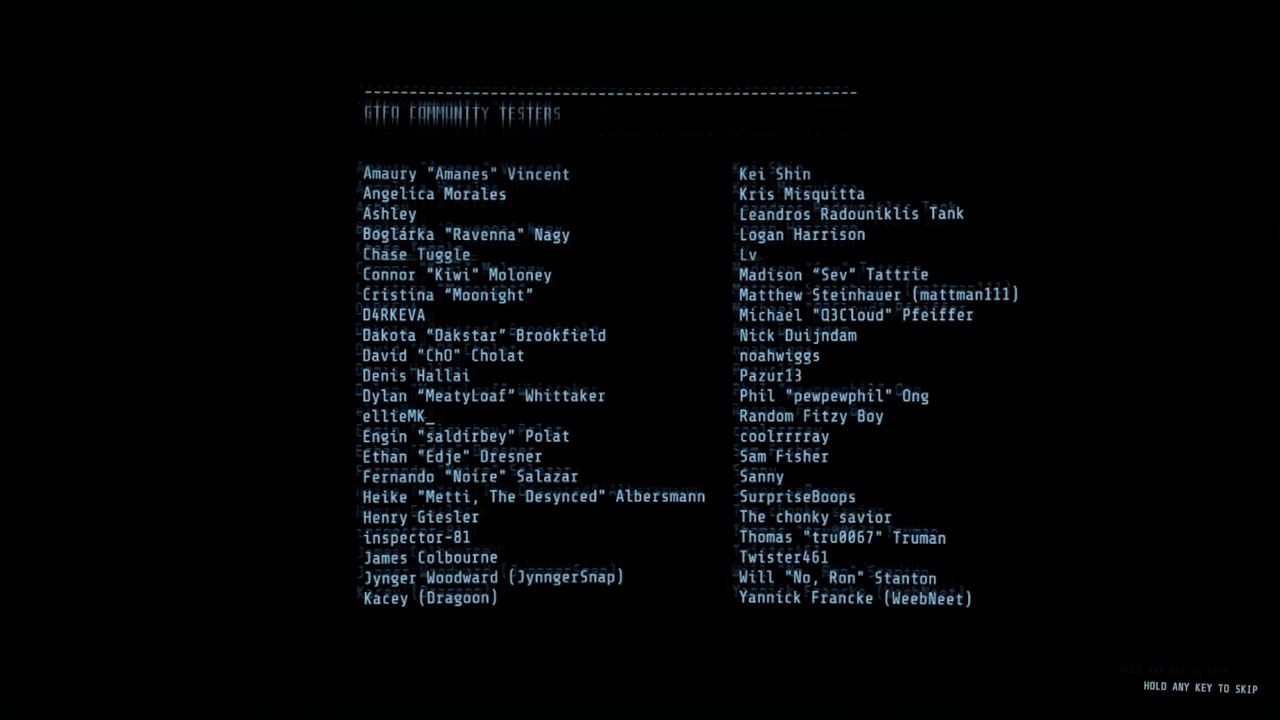 GTFO COMMUNITY TESTERS
Amaury "Amanes" Vincent
Angelica Morales
Ashley
Boglárka "Ravenna" Nagy
Chase Tuggle
Connor "Kiwi" Moloney
Cristina “Moonight”
D4RKEVA
Dakota “Dakstar” Brookfield
David "ChO" Cholat
Denis Hallai
Dylan “MeatyLoaf” Whittaker
ellieMK_
Engin "saldirbey" Polat
Ethan "Edje" Dresner
Fernando "Noire" Salazar
Heike "Metti, The Desynced" Albersmann
Henry Giesler
inspector-81
James Colbourne
Jynger Woodward (JynngerSnap)
Kacey (Dragoon)
Kei Shin
Kris Misquitta
Leandros Radouniklis Tank
Logan Harrison
Lv
Madison “Sev” Tattrie
Matthew Steinhauer (mattman111)
Michael "Q3Cloud" Pfeiffer
Nick Duijndam
noahwiggs
Pazur13
Phil "pewpewphil" Ong
Random Fitzy Boy
coolrrrray
Sam Fisher
Sanny
SurpriseBoops
The chonky savior
Thomas "tru0067" Truman
Twister461
Will "No, Ron" Stanton
Yannick Francke (WeebNeet)
HOLD ANY KEY TO SKIP